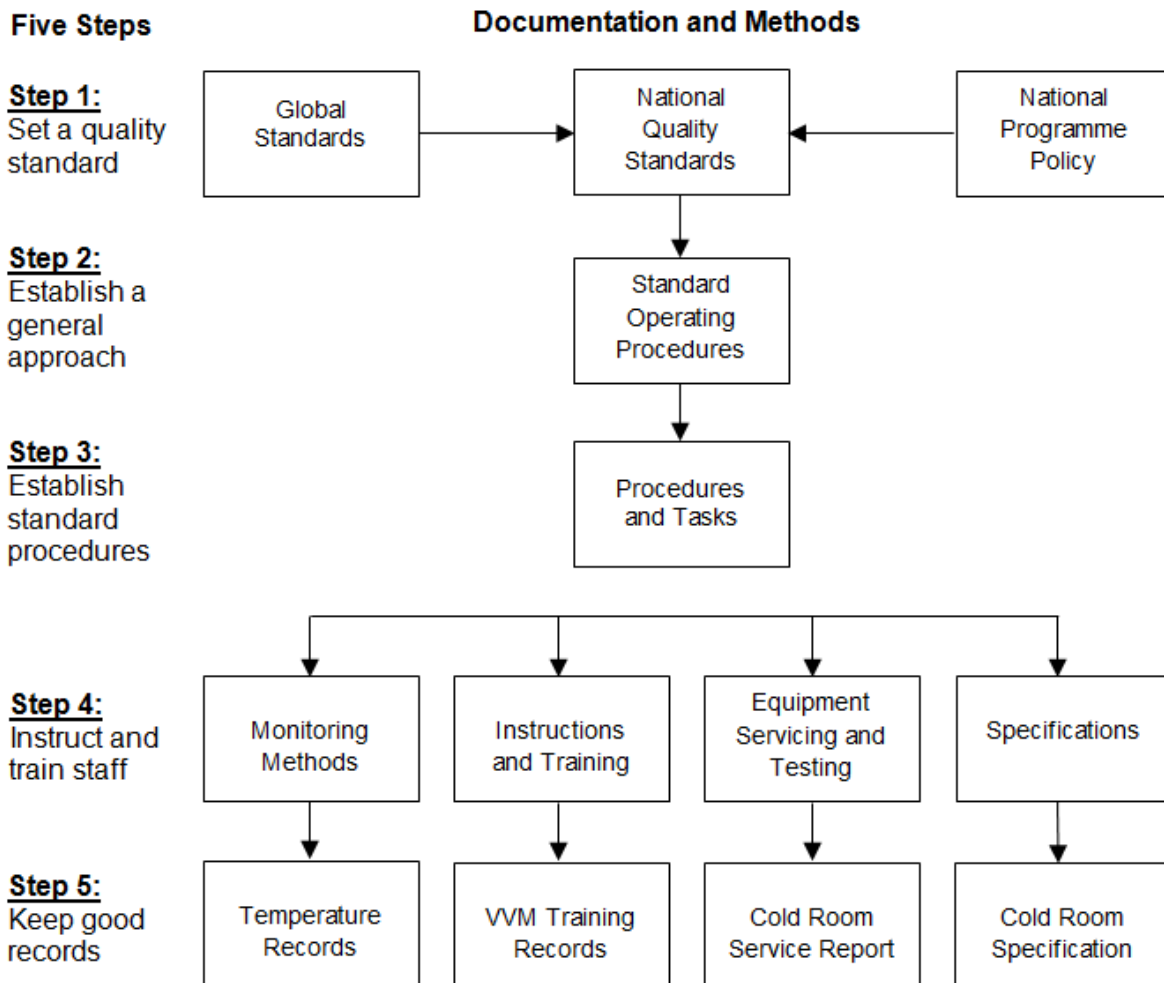 Five Steps
Documentation and Methods
Step 1:
Set a quality
standard
Global
Standards
National
Quality
Standards
National
Programme
Policy
Step 2:
Establish a
general
approach
Standard
Operating
Procedures
Step 3:
Establish
standard
procedures
Procedures
and Tasks
Step 4:
Instruct and
train staff
Monitoring
Methods
Instructions
and Training
Equipment
Servicing and
Testing
Specifications
Step 5:
Keep good
records
Temperature
Records
VVM Training
Records
Cold Room
Service Report
Cold Room
Specification